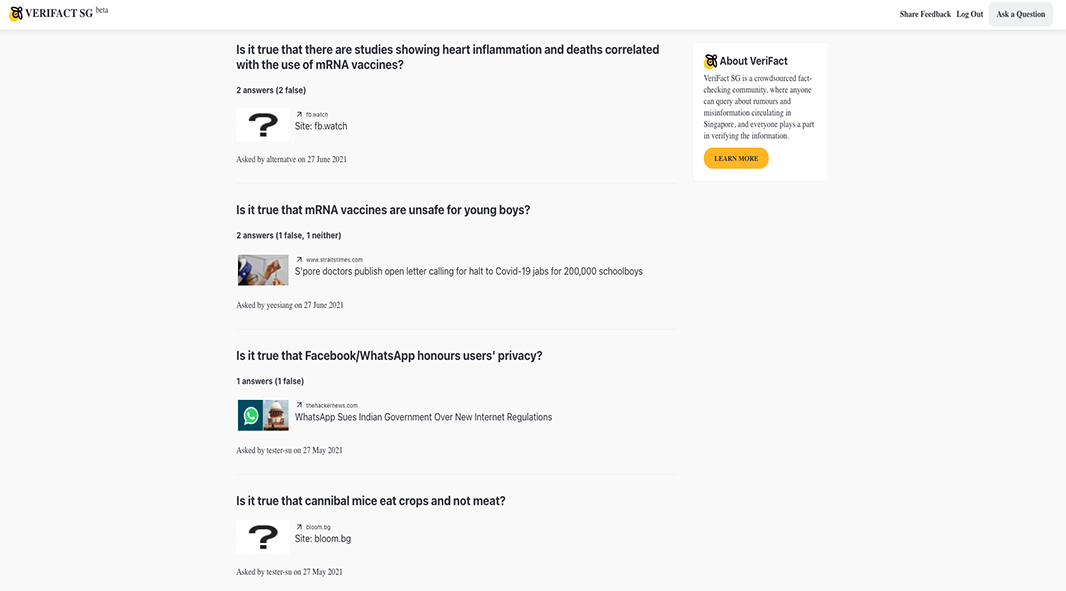 VERIFACT SG beta
Share Feedback Log Out Ask a Question
Is it true that there are studies showing heart inflammation and deaths correlated
with the use of mRNA vaccines?
2 answers (2 false)
?
fb.watch
Site: fb.watch
Asked by alternatve on 27 June 2021
Is it true that mRNA vaccines are unsafe for young boys?
2 answers (1 false, 1 neither)
www.straitstimes.com
S'pore doctors publish open letter calling for halt to Covid-19 jabs for 200,000 schoolboys
Asked by yeesiang on 27 June 2021
Is it true that Facebook/WhatsApp honours users' privacy?
1 answers (1 false)
thehackernews.com
WhatsApp Sues Indian Government Over New Internet Regulations
Asked by tester-su on 27 May 2021
Is it true that cannibal mice eat crops and not meat?
?
bloom.bg
Site: bloom.bg
Asked by tester-su on 27 May 2021
About VeriFact
VeriFact SG is a crowdsourced fact-
checking community, where anyone
can query about rumours and
misinformation circulating in
Singapore, and everyone plays a part
in verifying the information.
LEARN MORE